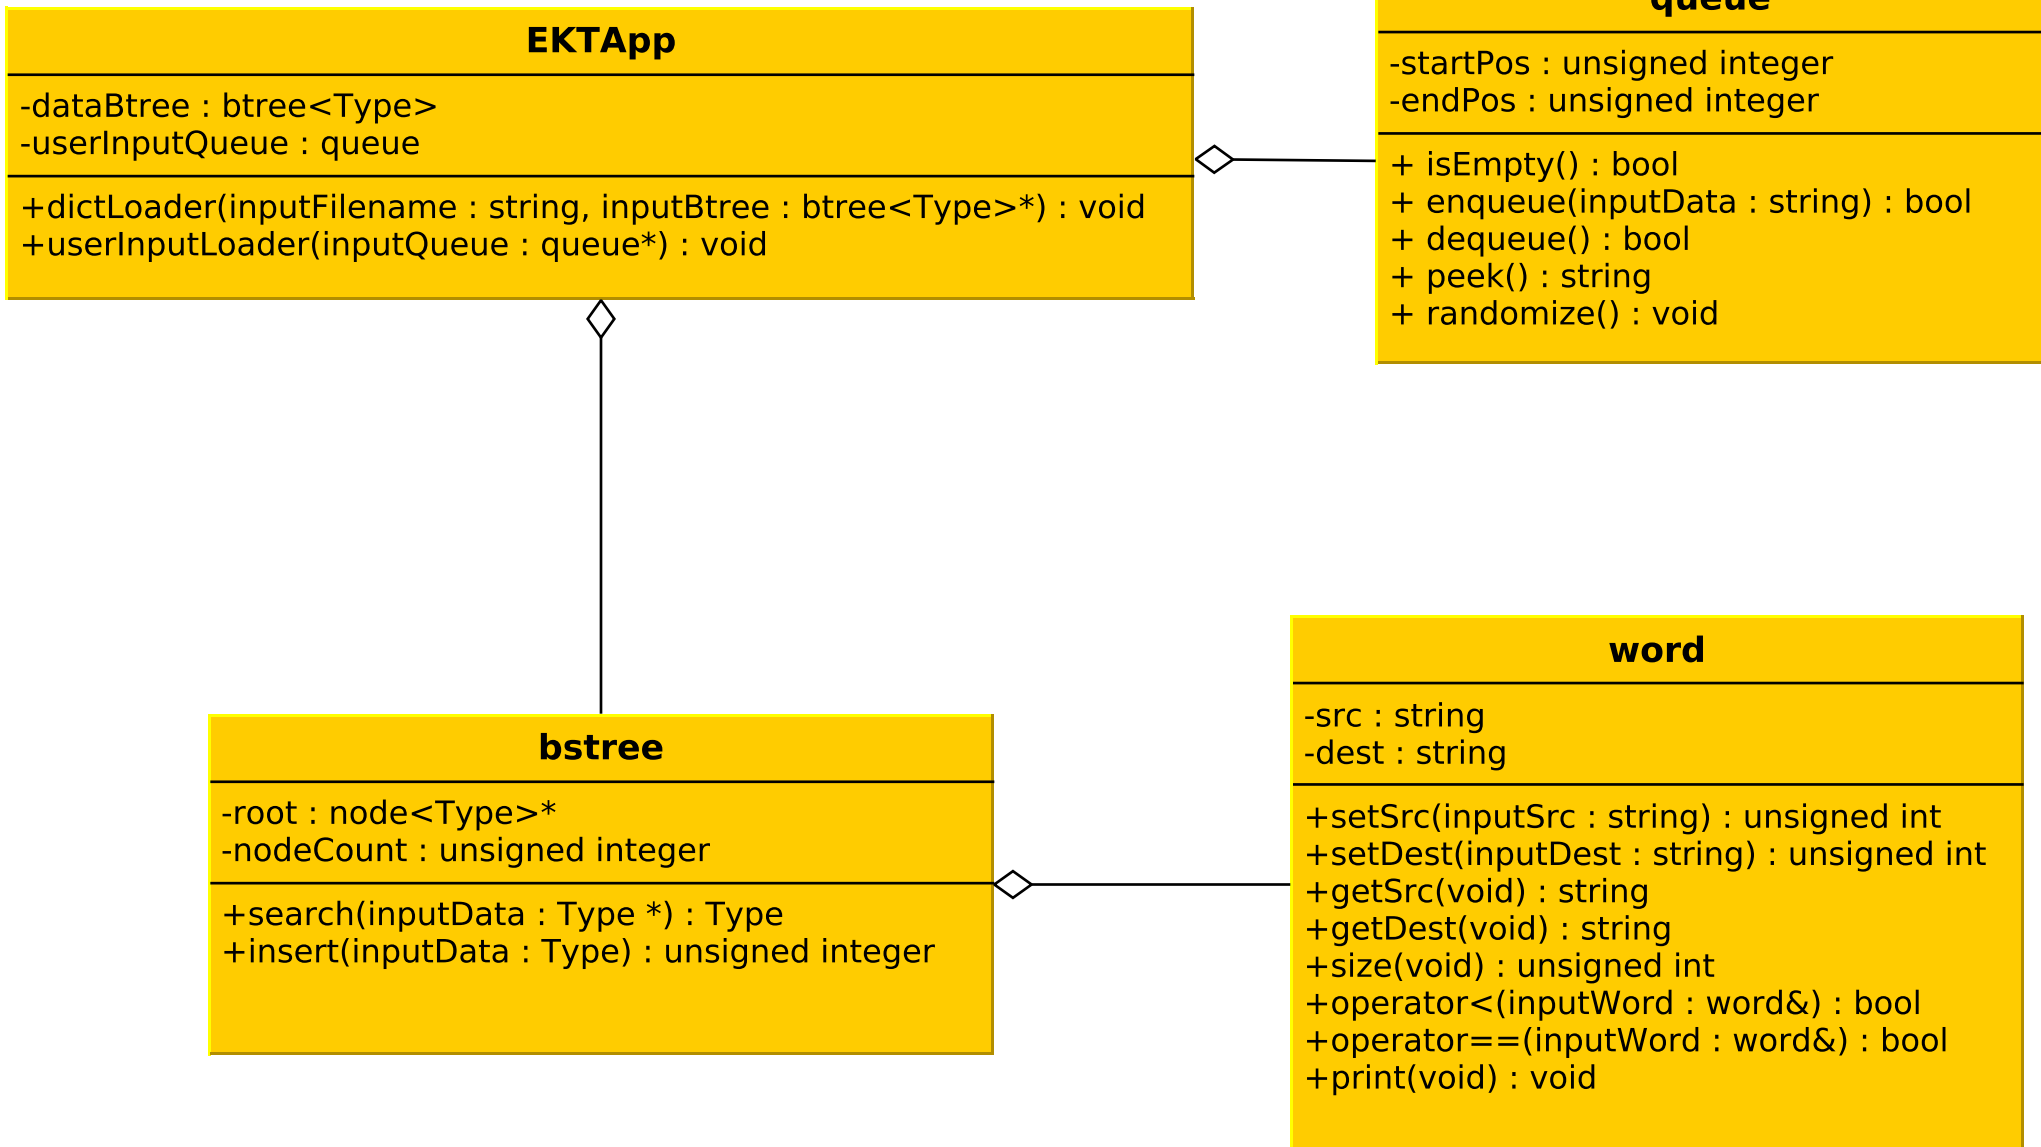 EKTApp
-dataBtree : btree<Type>
-userInputQueue : queue
+dictLoader(inputFilename : string, inputBtree : btree<Type>*) : void
+userInputLoader(inputQueue : queue*) : void
queue
-startPos : unsigned integer
-endPos : unsigned integer
+ isEmpty() : bool
+ enqueue(inputData : string) : bool
+ dequeue() : bool
+ peek() : string
+ randomize() : void
bstree
-root : node<Type>*
-nodeCount : unsigned integer
+search(inputData : Type *) : Type
+insert(inputData : Type) : unsigned integer
word
-src : string
-dest : string
+setSrc(inputSrc : string) : unsigned int
+setDest(inputDest : string) : unsigned int
+getSrc(void) : string
+getDest(void) : string
+size(void) : unsigned int
+operator<(inputWord : word&) : bool
+operator==(inputWord : word&) : bool
+print(void) : void